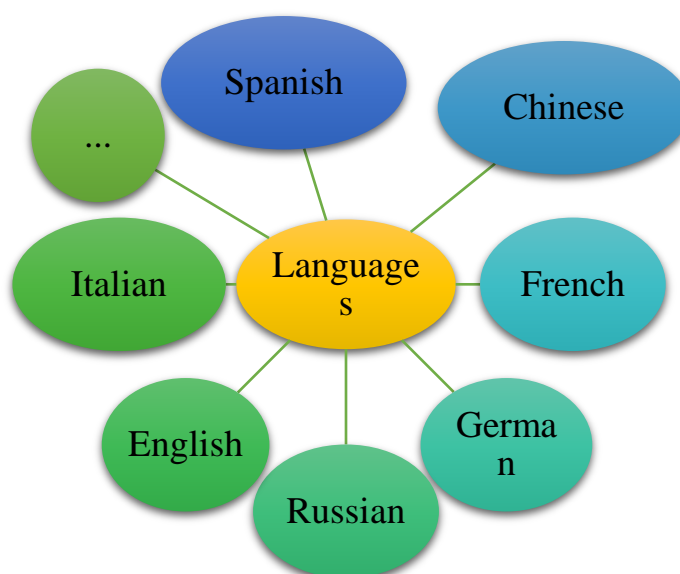 Spanish
Chinese
...
Italian
Language
s
French
English
Germa
n
Russian